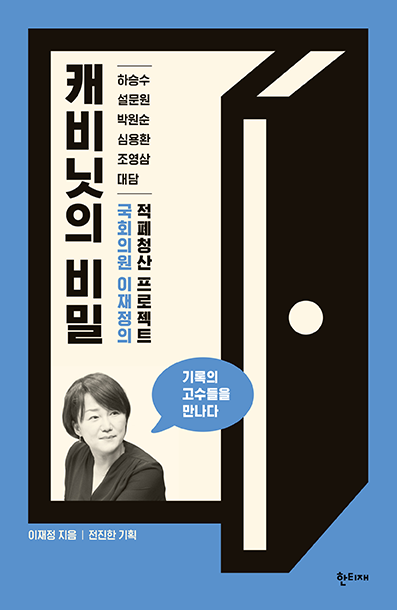 캐비닛의 비밀
하승수
설문원
박원순
심용환
조영삼
대담
적폐청산 프로젝트
국회의원 이재정의
기록의
고수들을
만나다
이재정 지음 | 전진한 기획
한티재